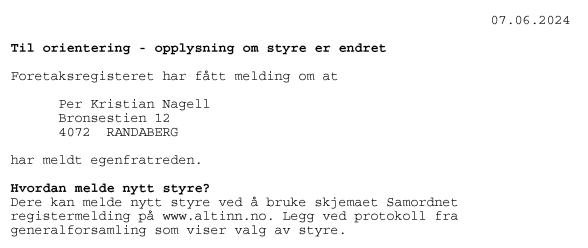 07.06.2024
Til orientering - opplysning om styre er endret
Foretaksregisteret har fått melding om at
Per Kristian Nagell
Bronsestien 12
4072 RANDABERG
har meldt egenfratreden.
Hvordan melde nytt styre?
Dere kan melde nytt styre ved å bruke skjemaet Samordnet
registermelding på www.altinn.no. Legg ved protokoll fra
generalforsamling som viser valg av styre.